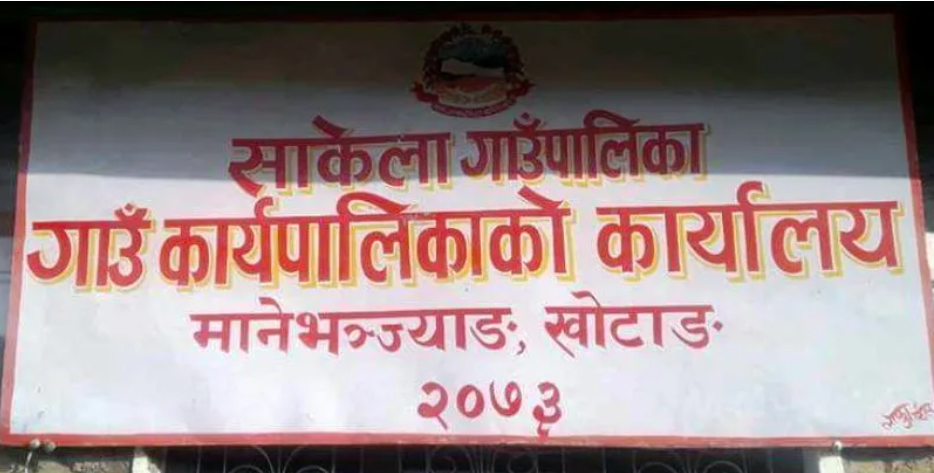 साकेला गाउँपालिका
गाउँ कार्यपालिकाको कार्यालय
मानेभञ्ज्याङ, खोटाङ
२०७३